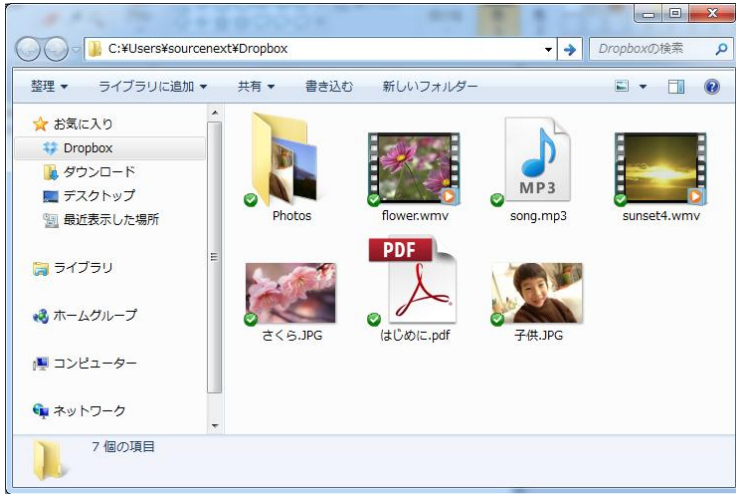 C:¥Users¥sourcenext¥Dropbox
Dropboxの検索
整理 ライブラリに追加 共有 書き込む 新しいフォルダー
お気に入り
Dropbox
ダウンロード
デスクトップ
最近表示した場所
ライブラリ
ホームグループ
コンピューター
ネットワーク
Photos
flower.wmv
MP3
song.mp3
sunset4.wmv
さくら.JPG
PDF
はじめに.pdf
子供.JPG
7 個の項目